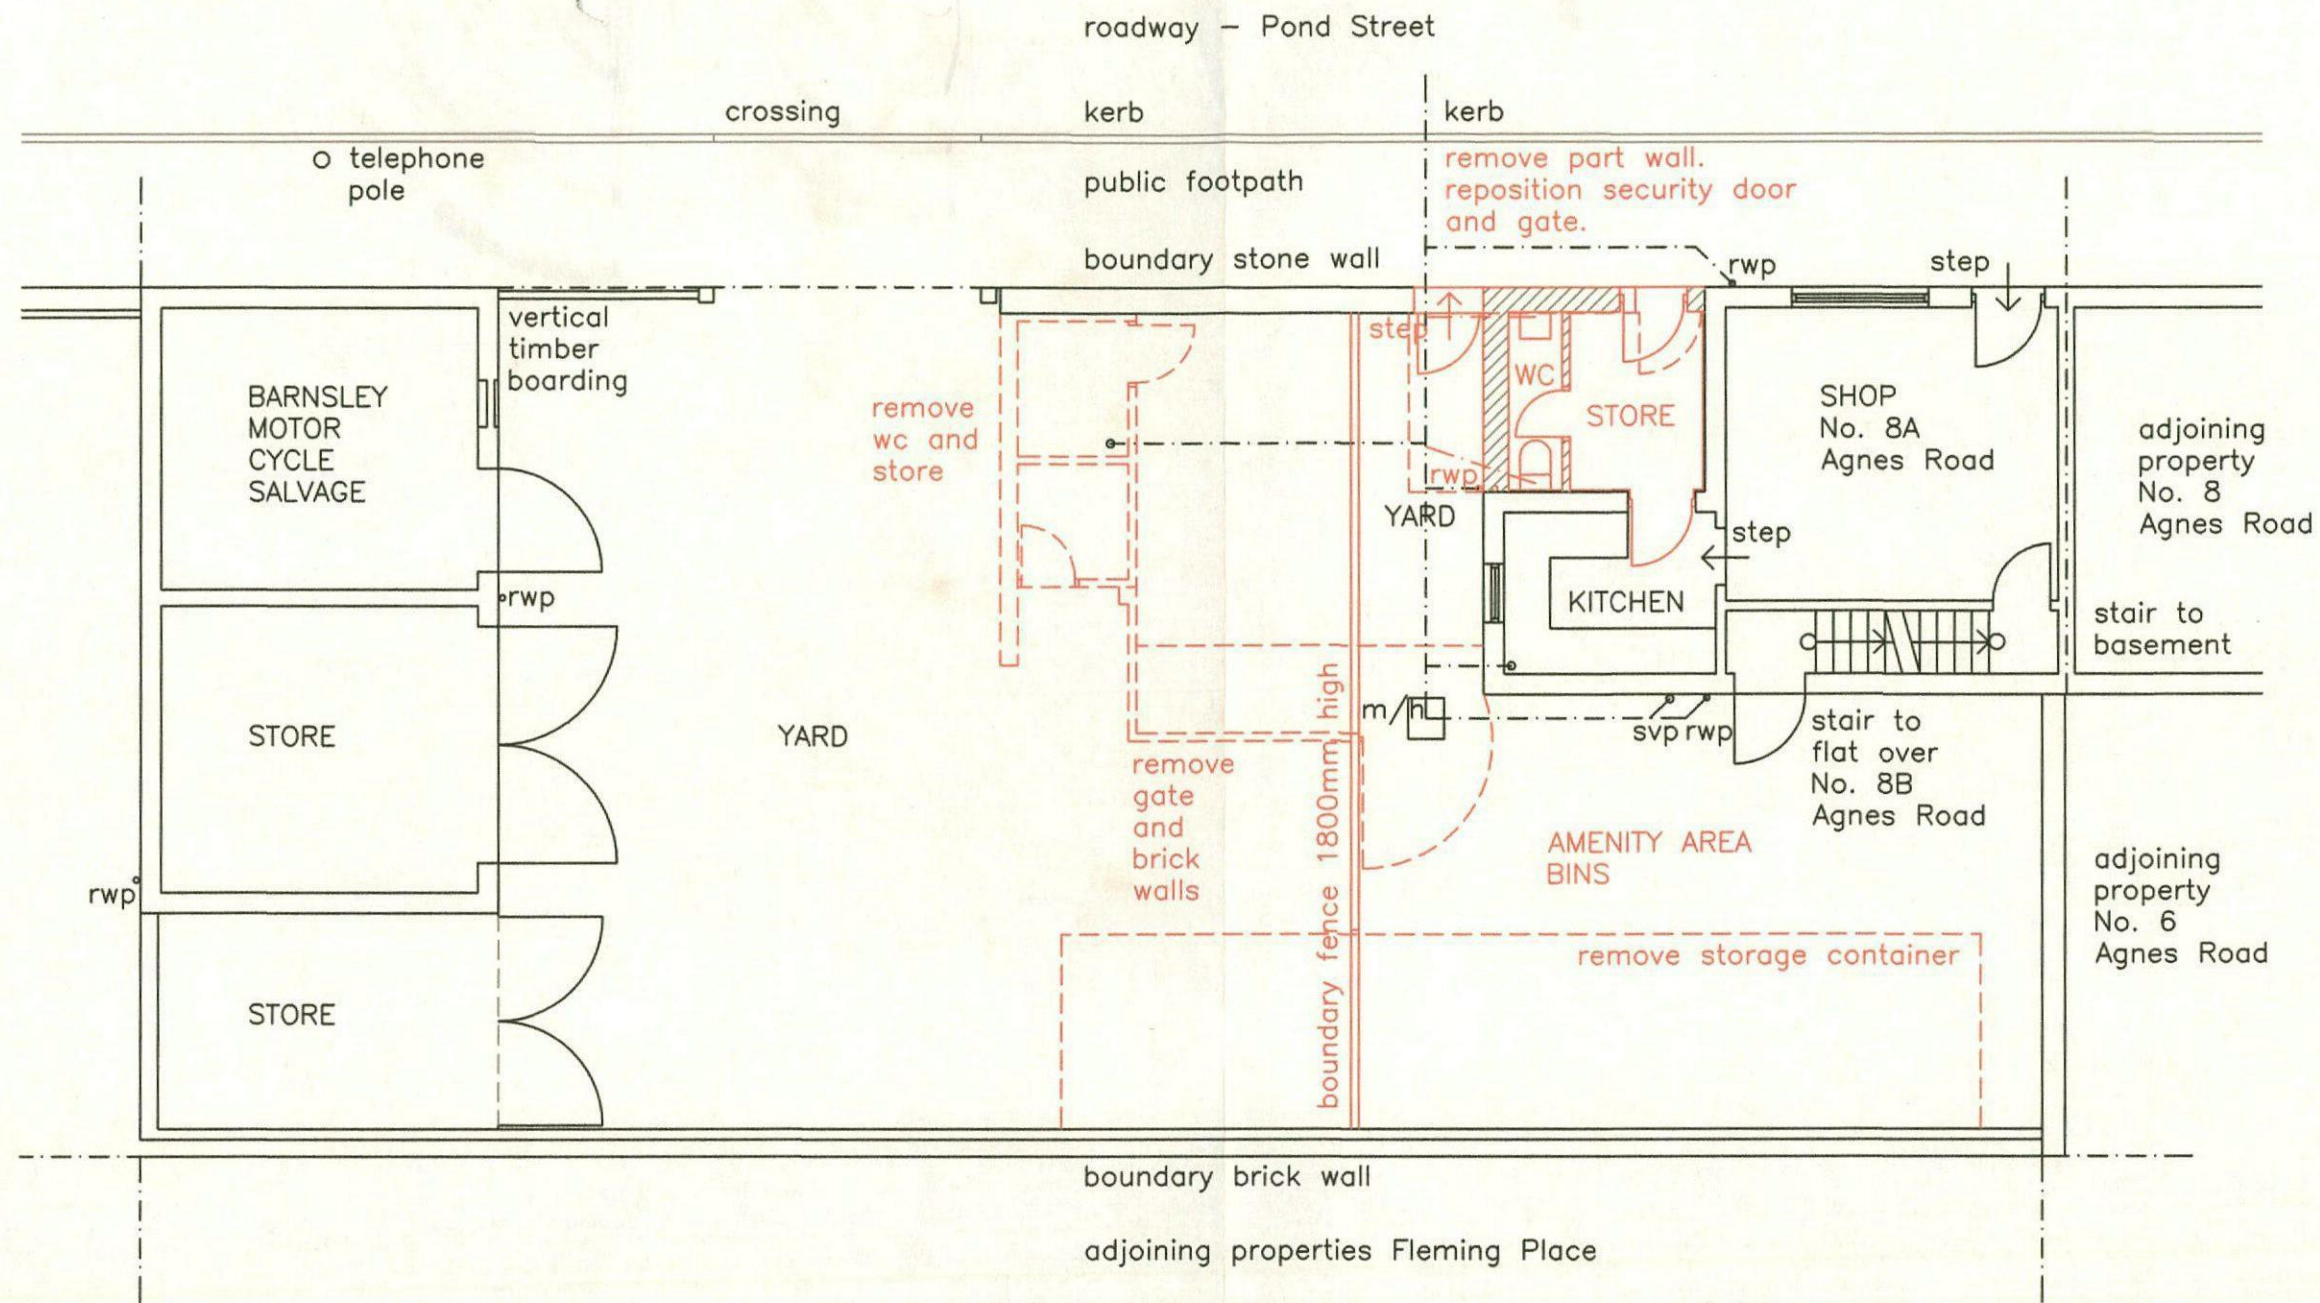 roadway – Pond Street
crossing
kerb
kerb
telephone
pole
public footpath
remove part wall.
reposition security door
and gate.
boundary stone wall
rwp
step
vertical
timber
boarding
step
BARNSLEY
MOTOR
CYCLE
SALVAGE
remove
wc and
store
WC
STORE
SHOP
No. 8A
Agnes Road
adjoining
property
No. 8
Agnes Road
rwp
YARD
step
rwp
KITCHEN
stair to
basement
STORE
YARD
m/h
svp
rwp
stair to
flat over
No. 8B
Agnes Road
remove
gate
and
brick
walls
boundary fence 1800mm high
AMENITY AREA
BINS
rwp
adjoining
property
No. 6
Agnes Road
remove storage container
STORE
boundary brick wall
adjoining properties Fleming Place